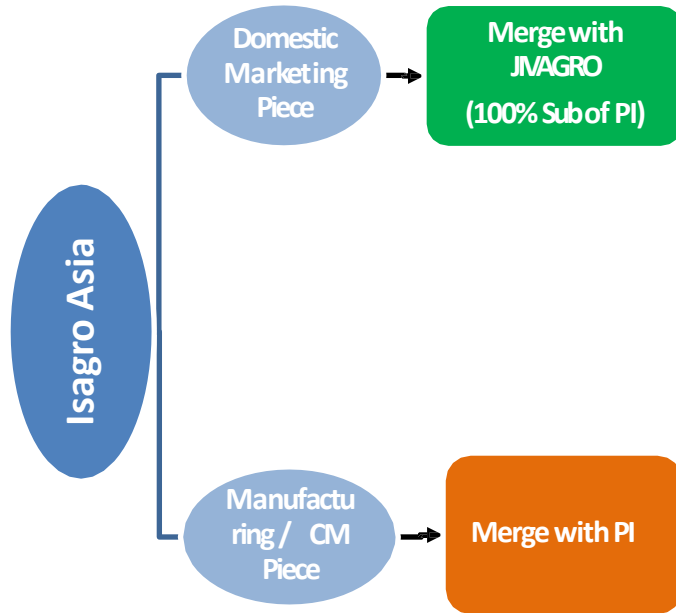 Domestic
Marketing
Piece
Merge with
JIVAGRO
(100% Sub of PI)
Isagro Asia
Manufactu
ring / CM
Piece
Merge with PI